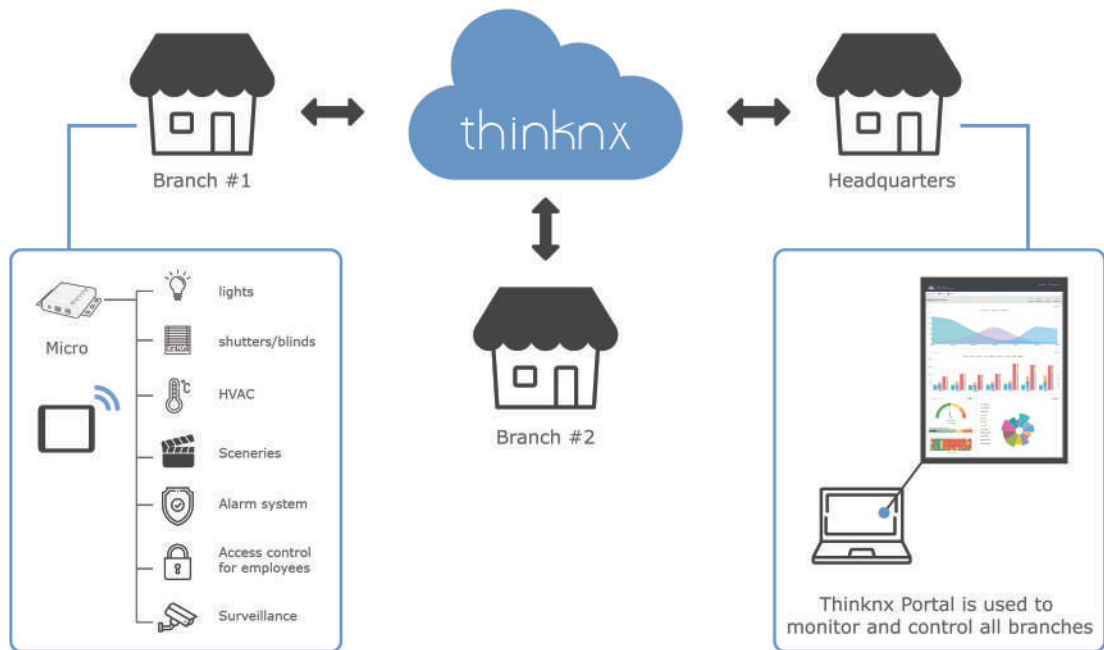 thinknx
Branch #1
Headquarters
Branch #2
Micro
lights
shutters/blinds
°C
HVAC
Sceneries
Alarm system
Access control
for employees
Surveillance
Thinknx Portal is used to
monitor and control all branches